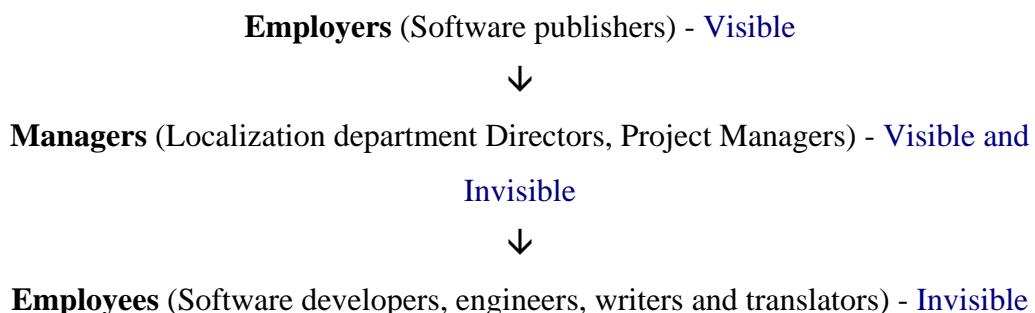 Employers (Software publishers) - Visible
↓
Managers (Localization department Directors, Project Managers) - Visible and
Invisible
↓
Employees (Software developers, engineers, writers and translators) - Invisible